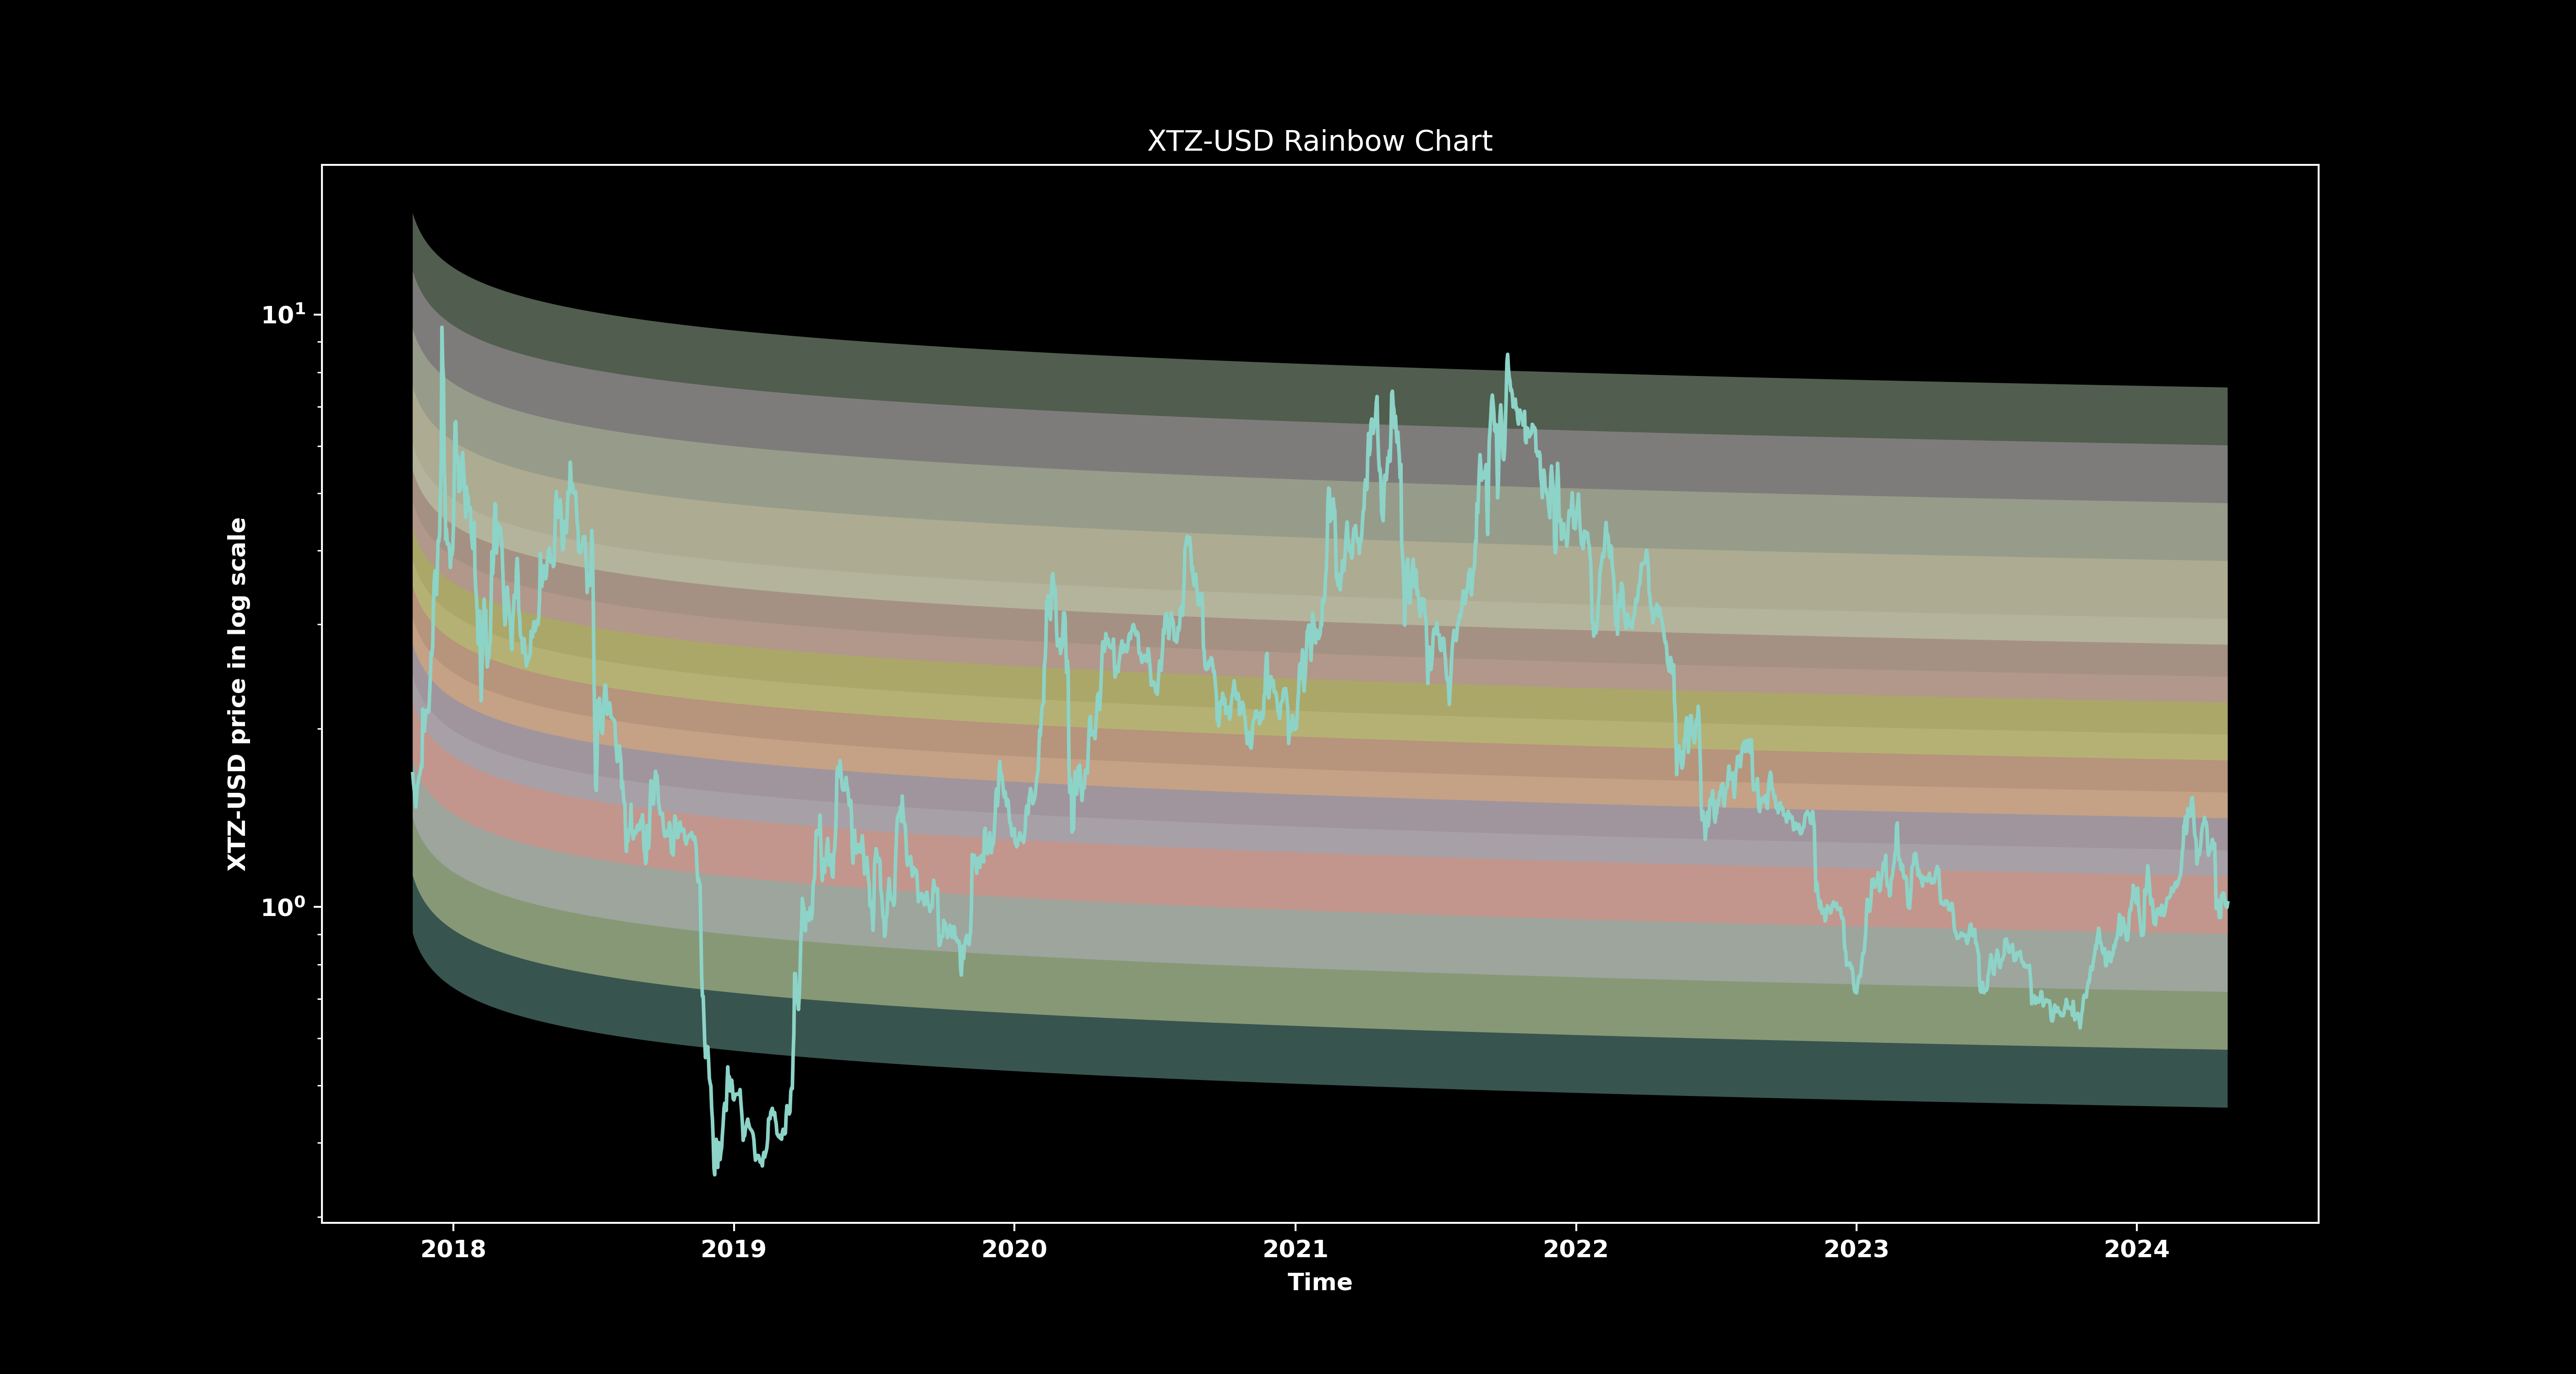 XTZ-USD Rainbow Chart
XTZ-USD price in log scale
10¹
10⁰
2018 2019 2020 2021 2022 2023 2024
Time